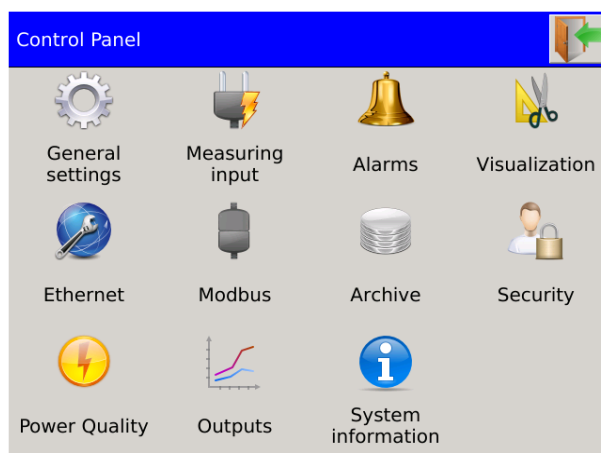 Control Panel
General
settings
Measuring
input
Alarms
Visualization
Ethernet
Modbus
Archive
Security
Power Quality
Outputs
System
information